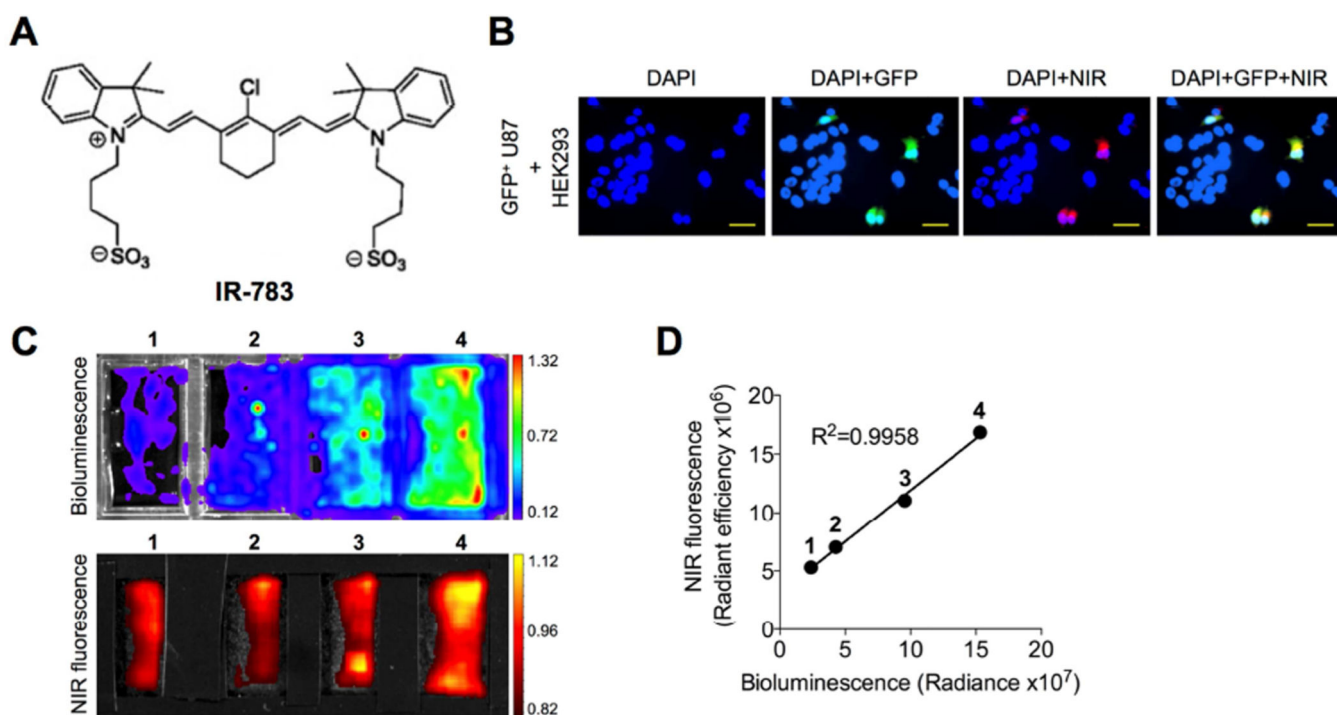 A
Cl
N
⊕
N
⊖
SO3
⊖
SO3
IR-783
B
DAPI
DAPI+GFP
DAPI+NIR
DAPI+GFP+NIR
GFP+ U87
+
HEK293
C
1
2
3
4
Bioluminescence
1.32
0.72
0.12
1
2
3
4
NIR fluorescence
1.12
0.96
0.82
D
NIR fluorescence
(Radiant efficiency x10⁶)
20
15
10
5
0
R²=0.9958
1
2
3
4
0
5
10
15
20
Bioluminescence (Radiance x10⁷)